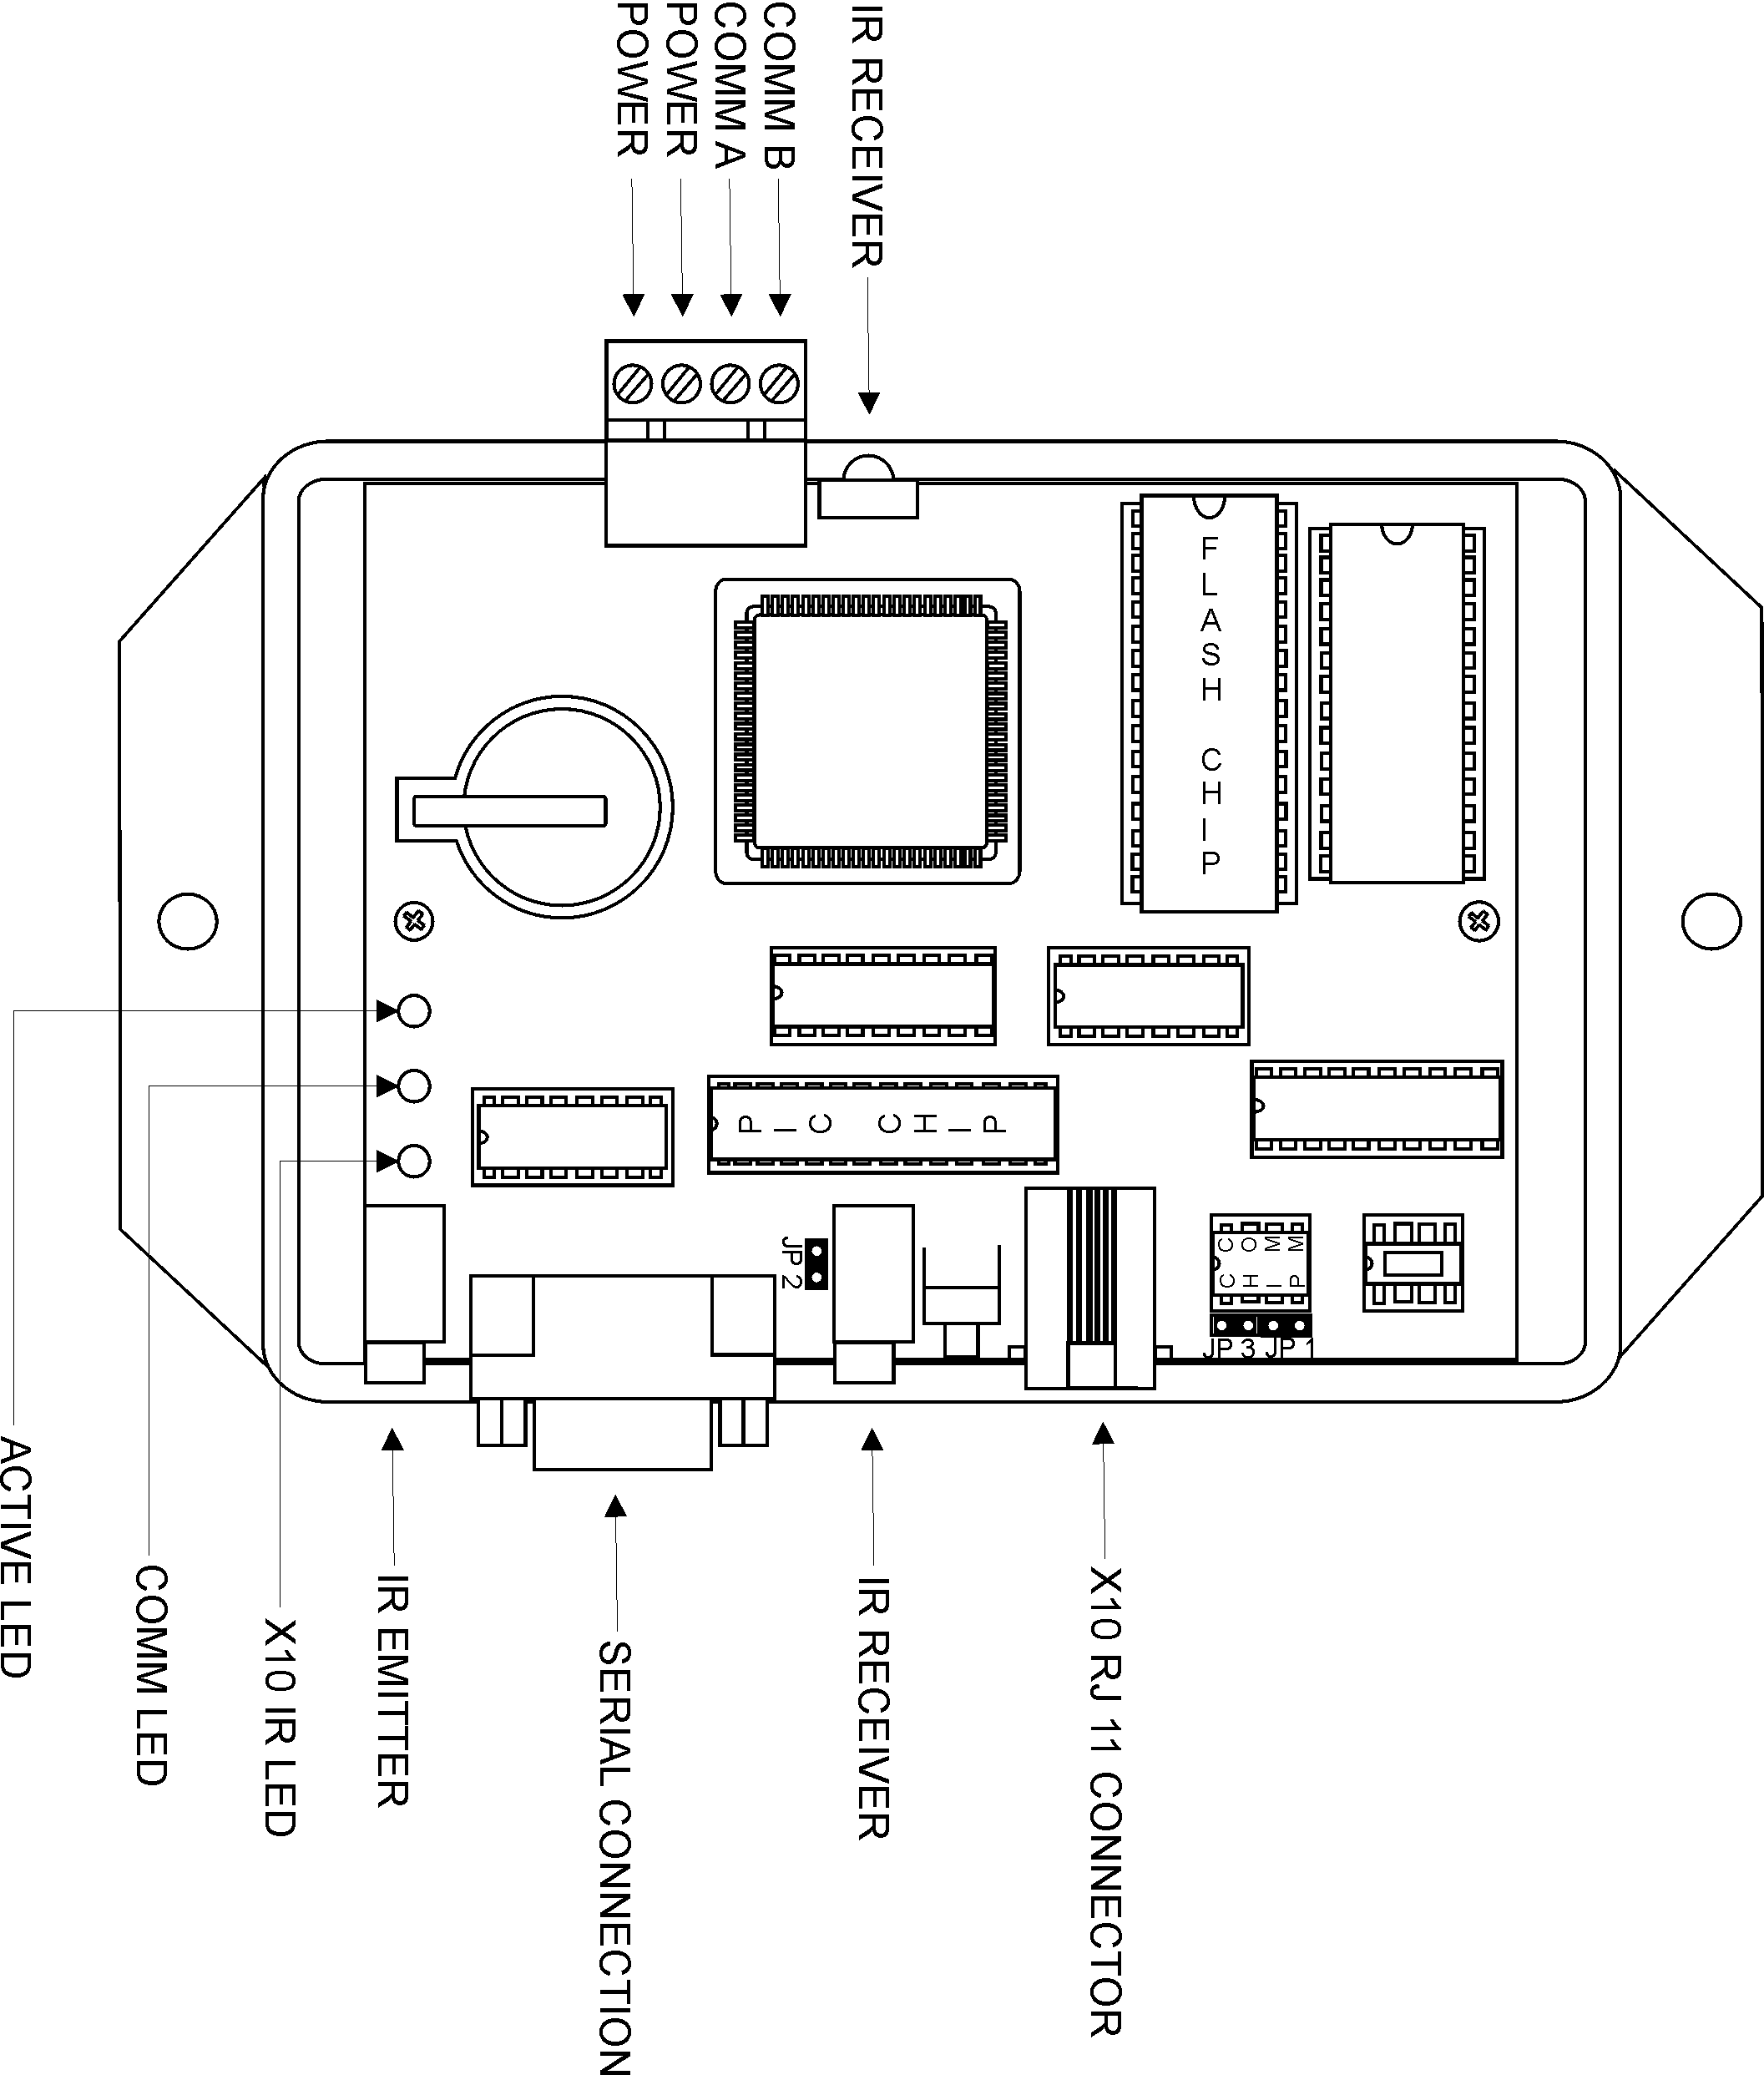 POWER
POWER
COMM A
COMM B
IR RECEIVER
FLASH CHIP
PIC CHIP
COMM
CHIP
JP 2
JP 3
JP 1
ACTIVE LED
COMM LED
X10 IR LED
IR EMITTER
SERIAL CONNECTION
IR RECEIVER
X10 RJ 11 CONNECTOR